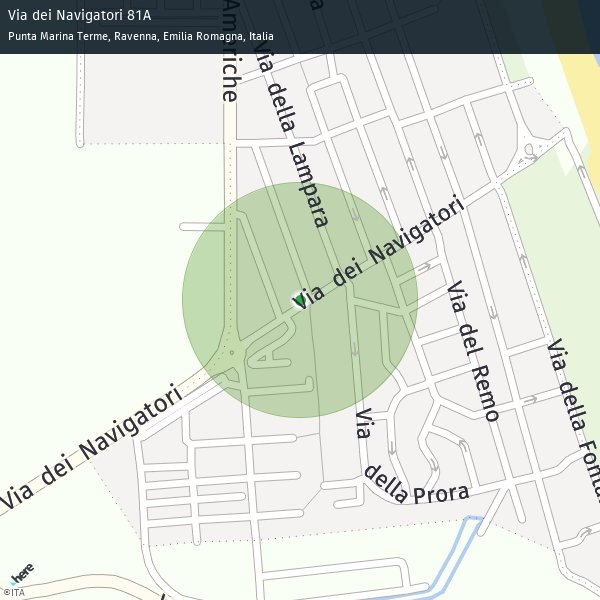 Via dei Navigatori 81A
Punta Marina Terme, Ravenna, Emilia Romagna, Italia
Americhe
Via della Lampara
Via dei Navigatori
Via del Remo
Via della Fontan
Via dei Navigatori
Via della Prora
here
©ITA